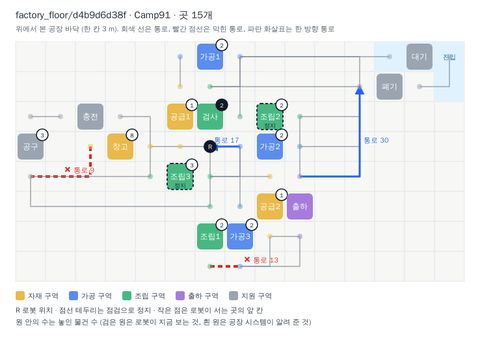 factory_floor/d4b9d6d38f · Camp91 · 곳 15개
위에서 본 공장 바닥 (한 칸 3 m). 회색 선은 통로, 빨간 점선은 막힌 통로, 파란 화살표는 한 방향 통로
가공1 2
대기
진입
폐기
충전
공급1 1
검사 2
조립2 2
정지
통로 17
통로 30
공구 3
창고 8
R
가공2 2
통로 9
조립3 3
정지
공급2 1
출하
조립1 2
가공3 2
통로 13
자재 구역
가공 구역
조립 구역
출하 구역
지원 구역
R 로봇 위치 · 점선 테두리는 점검으로 정지 · 작은 점은 로봇이 서는 곳의 앞 칸
원 안의 수는 놓인 물건 수 (검은 원은 로봇이 지금 보는 것, 흰 원은 공장 시스템이 알려 준 것)